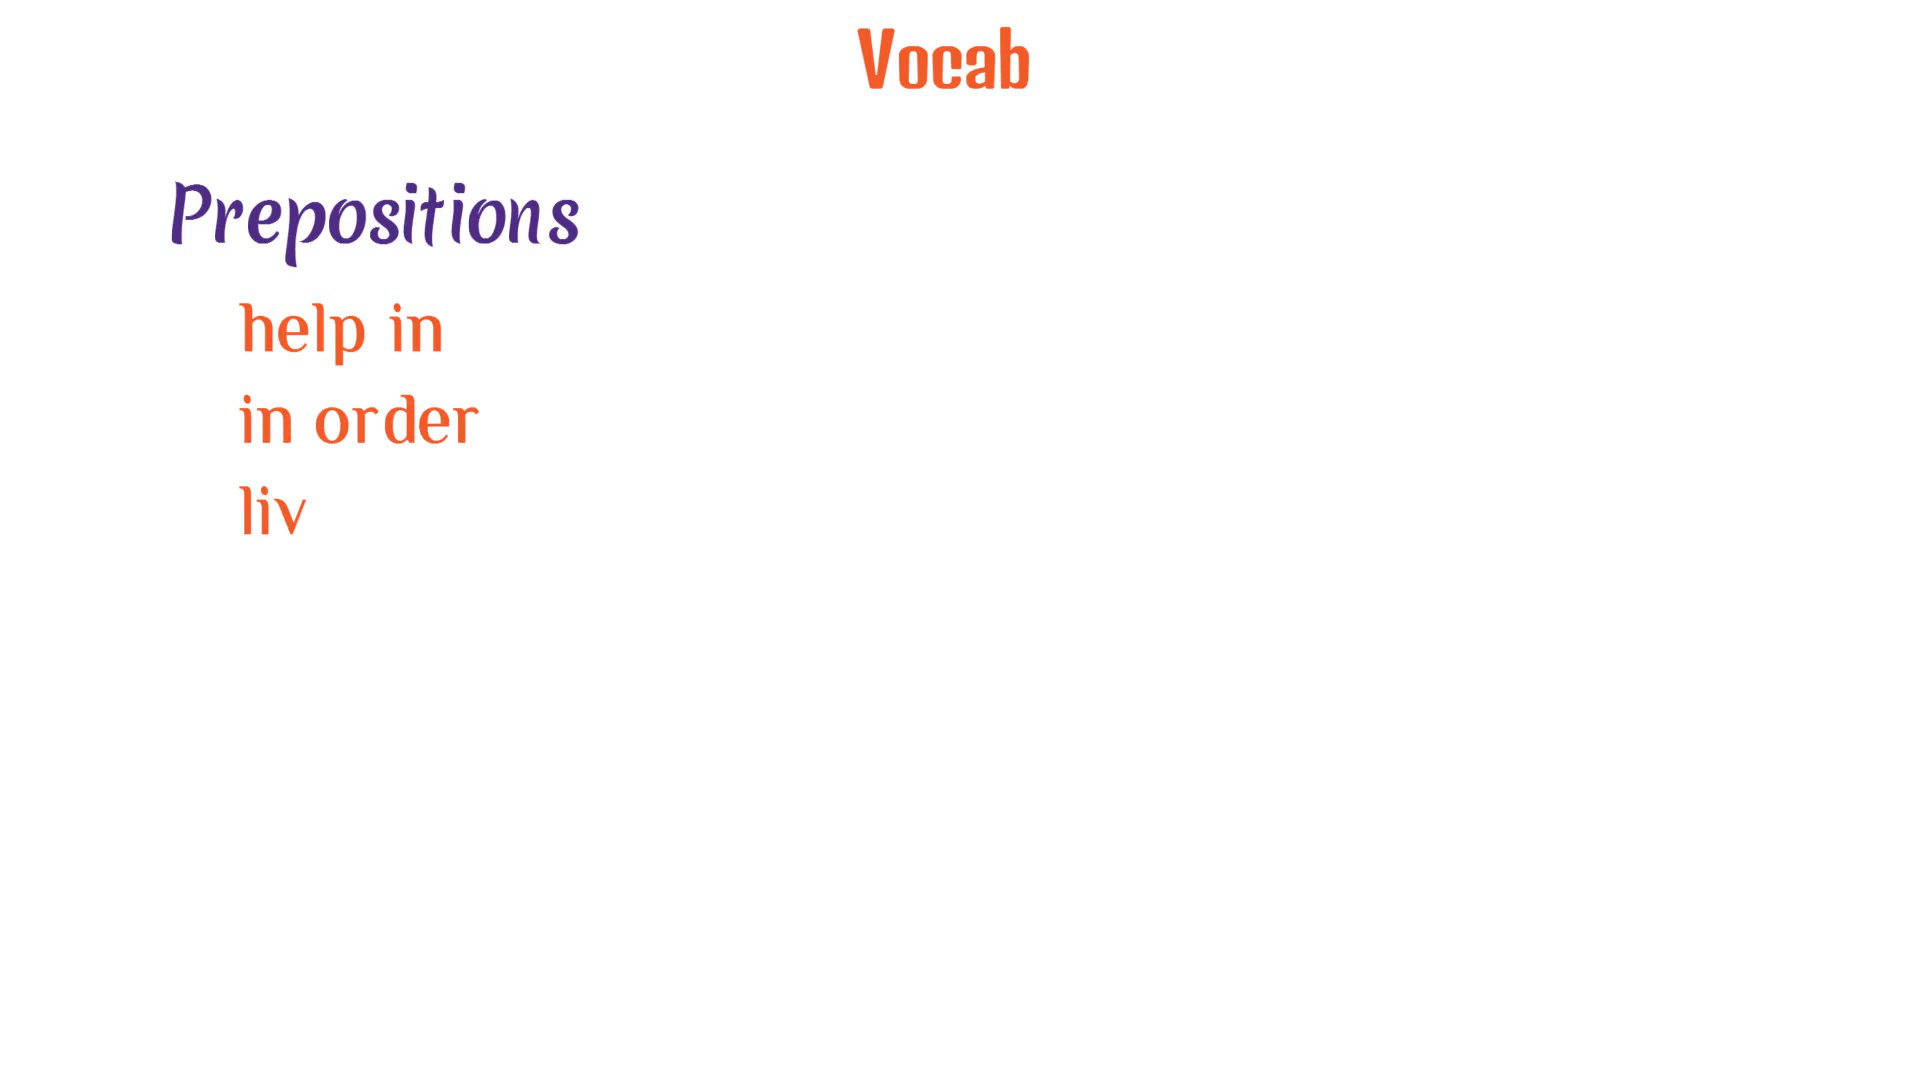 Vocab
Prepositions
help in
in order
liv